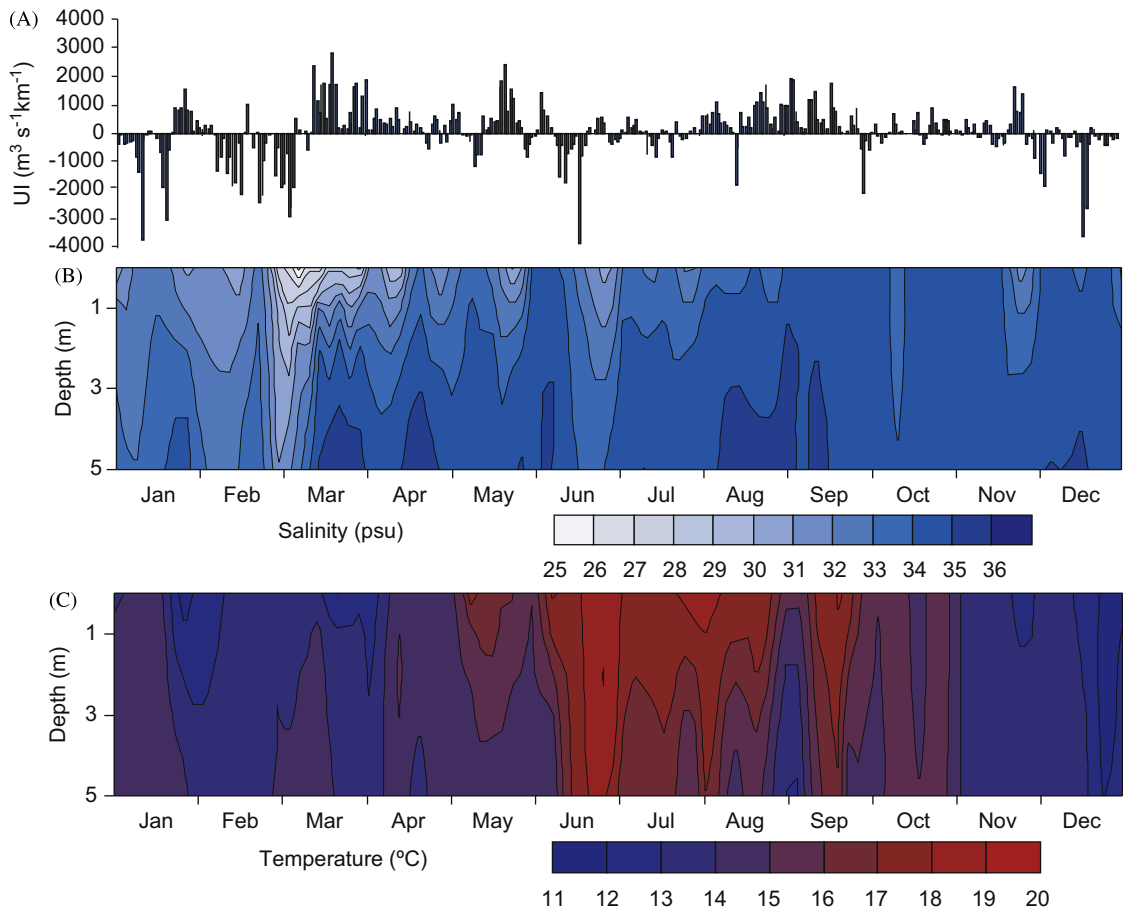 (A)
4000
3000
2000
1000
0
-1000
-2000
-3000
-4000
UI (m³ s⁻¹km⁻¹)
(B)
1
3
5
Depth (m)
Jan Feb Mar Apr May Jun Jul Aug Sep Oct Nov Dec
Salinity (psu)
25 26 27 28 29 30 31 32 33 34 35 36
(C)
1
3
5
Depth (m)
Jan Feb Mar Apr May Jun Jul Aug Sep Oct Nov Dec
Temperature (ºC)
11 12 13 14 15 16 17 18 19 20